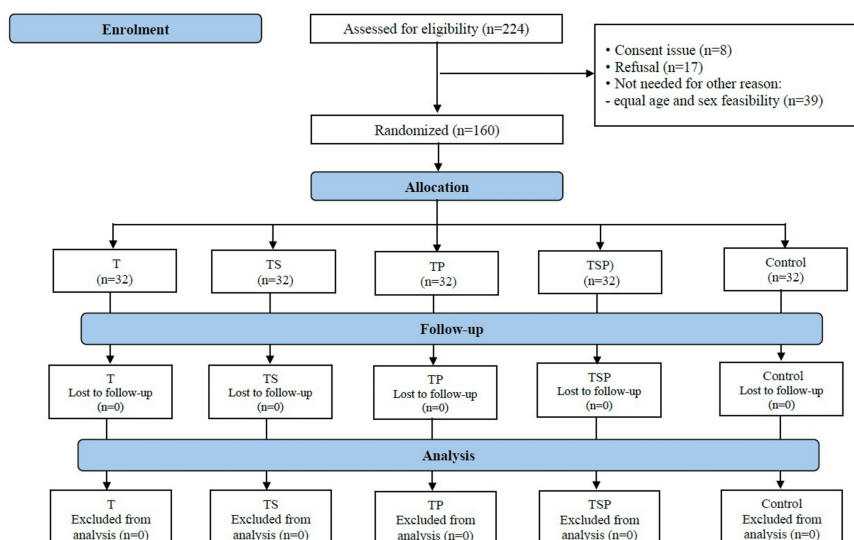 Enrolment
Assessed for eligibility (n=224)
• Consent issue (n=8)
• Refusal (n=17)
• Not needed for other reason:
- equal age and sex feasibility (n=39)
Randomized (n=160)
Allocation
T
(n=32)
TS
(n=32)
TP
(n=32)
TSP)
(n=32)
Control
(n=32)
Follow-up
T
Lost to follow-up
(n=0)
TS
Lost to follow-up
(n=0)
TP
Lost to follow-up
(n=0)
TSP
Lost to follow-up
(n=0)
Control
Lost to follow-up
(n=0)
Analysis
T
Excluded from
analysis (n=0)
TS
Excluded from
analysis (n=0)
TP
Excluded from
analysis (n=0)
TSP
Excluded from
analysis (n=0)
Control
Excluded from
analysis (n=0)